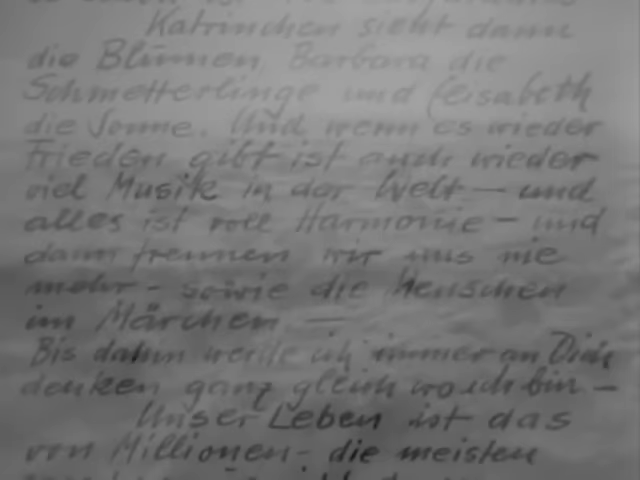 Katrinchen sieht dann
die Blumen, Barbara die
Schmetterlinge und Elisabeth
die Sonne. Und wenn es wieder
Frieden gibt ist auch wieder
viel Musik in der Welt — und
alles ist voll Harmonie — und
dann trennen wir uns nie
mehr - sowie die Menschen
im Märchen —
Bis dahin werde ich immer an Dich
denken ganz gleich wo ich bin —
Unser Leben ist das
von Millionen - die meisten